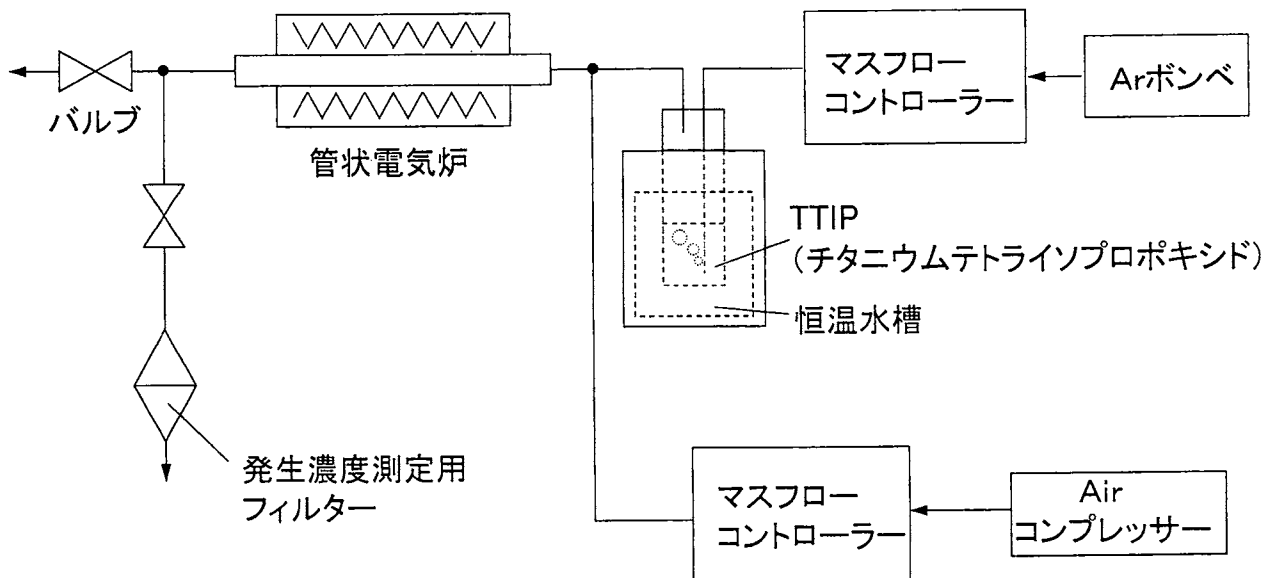 バルブ
管状電気炉
マスフロー
コントローラー
Arボンベ
TTIP
(チタニウムテトライソプロポキシド)
恒温水槽
発生濃度測定用
フィルター
マスフロー
コントローラー
Air
コンプレッサー